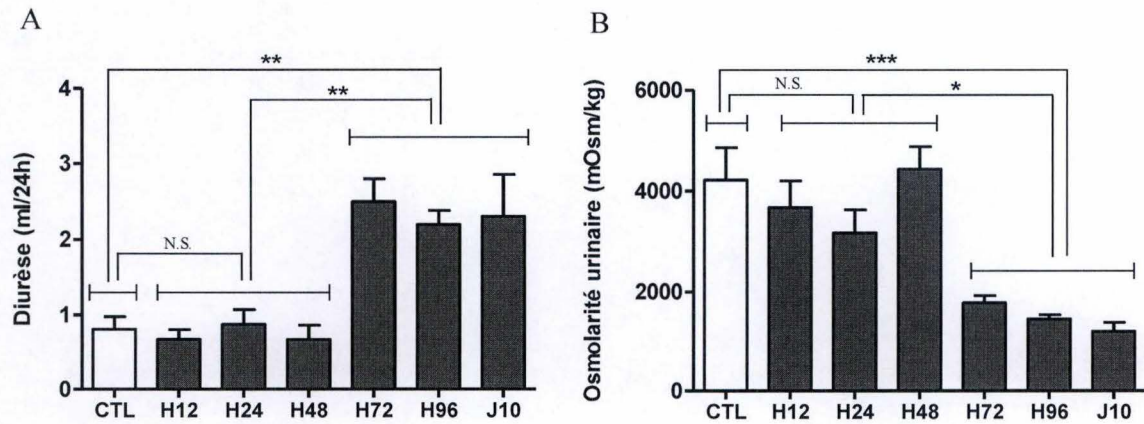 A
**
**
N.S.
Diurèse (ml/24h)
4
3
2
1
0
CTL H12 H24 H48 H72 H96 J10
B
***
N.S.
*
Osmolarité urinaire (mOsm/kg)
6000
4000
2000
0
CTL H12 H24 H48 H72 H96 J10